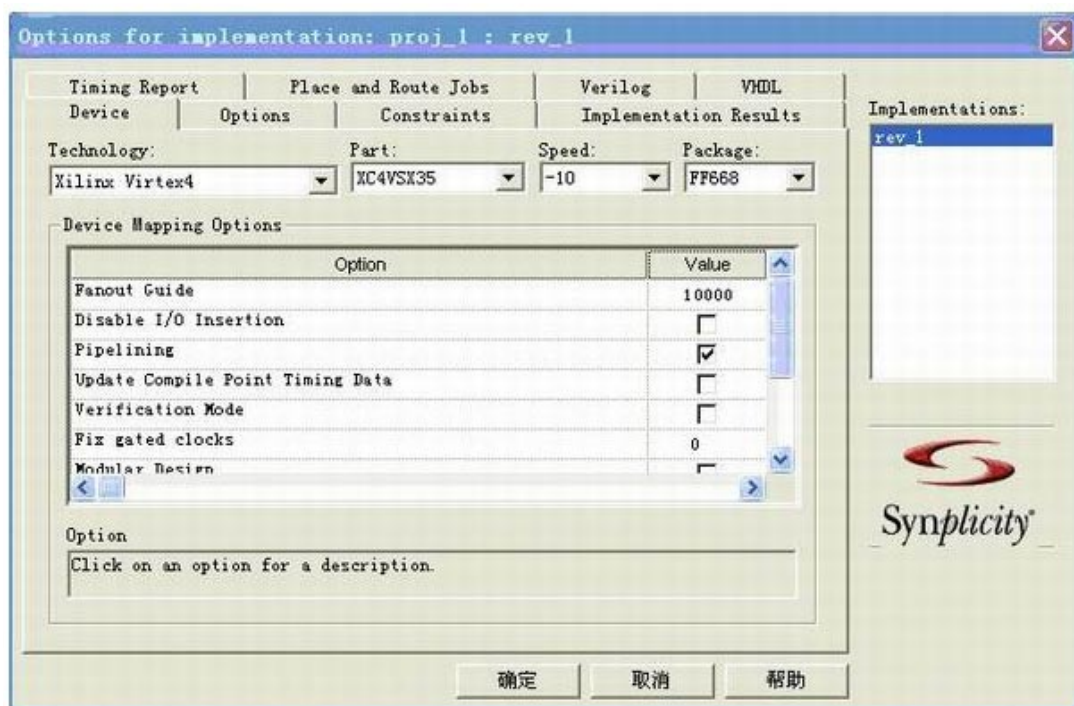 Options for implementation: proj_1 : rev_1
Timing Report Place and Route Jobs Verilog VHDL
Device Options Constraints Implementation Results
Implementations:
rev_1
Technology: Part: Speed: Package:
Xilinx Virtex4 XC4VSX35 -10 FF668
Device Mapping Options
Option Value
Fanout Guide 10000
Disable I/O Insertion
Pipelining
Update Compile Point Timing Data
Verification Mode
Fix gated clocks 0
Modular Design
Option
Click on an option for a description.
Synplicity®
确定 取消 帮助